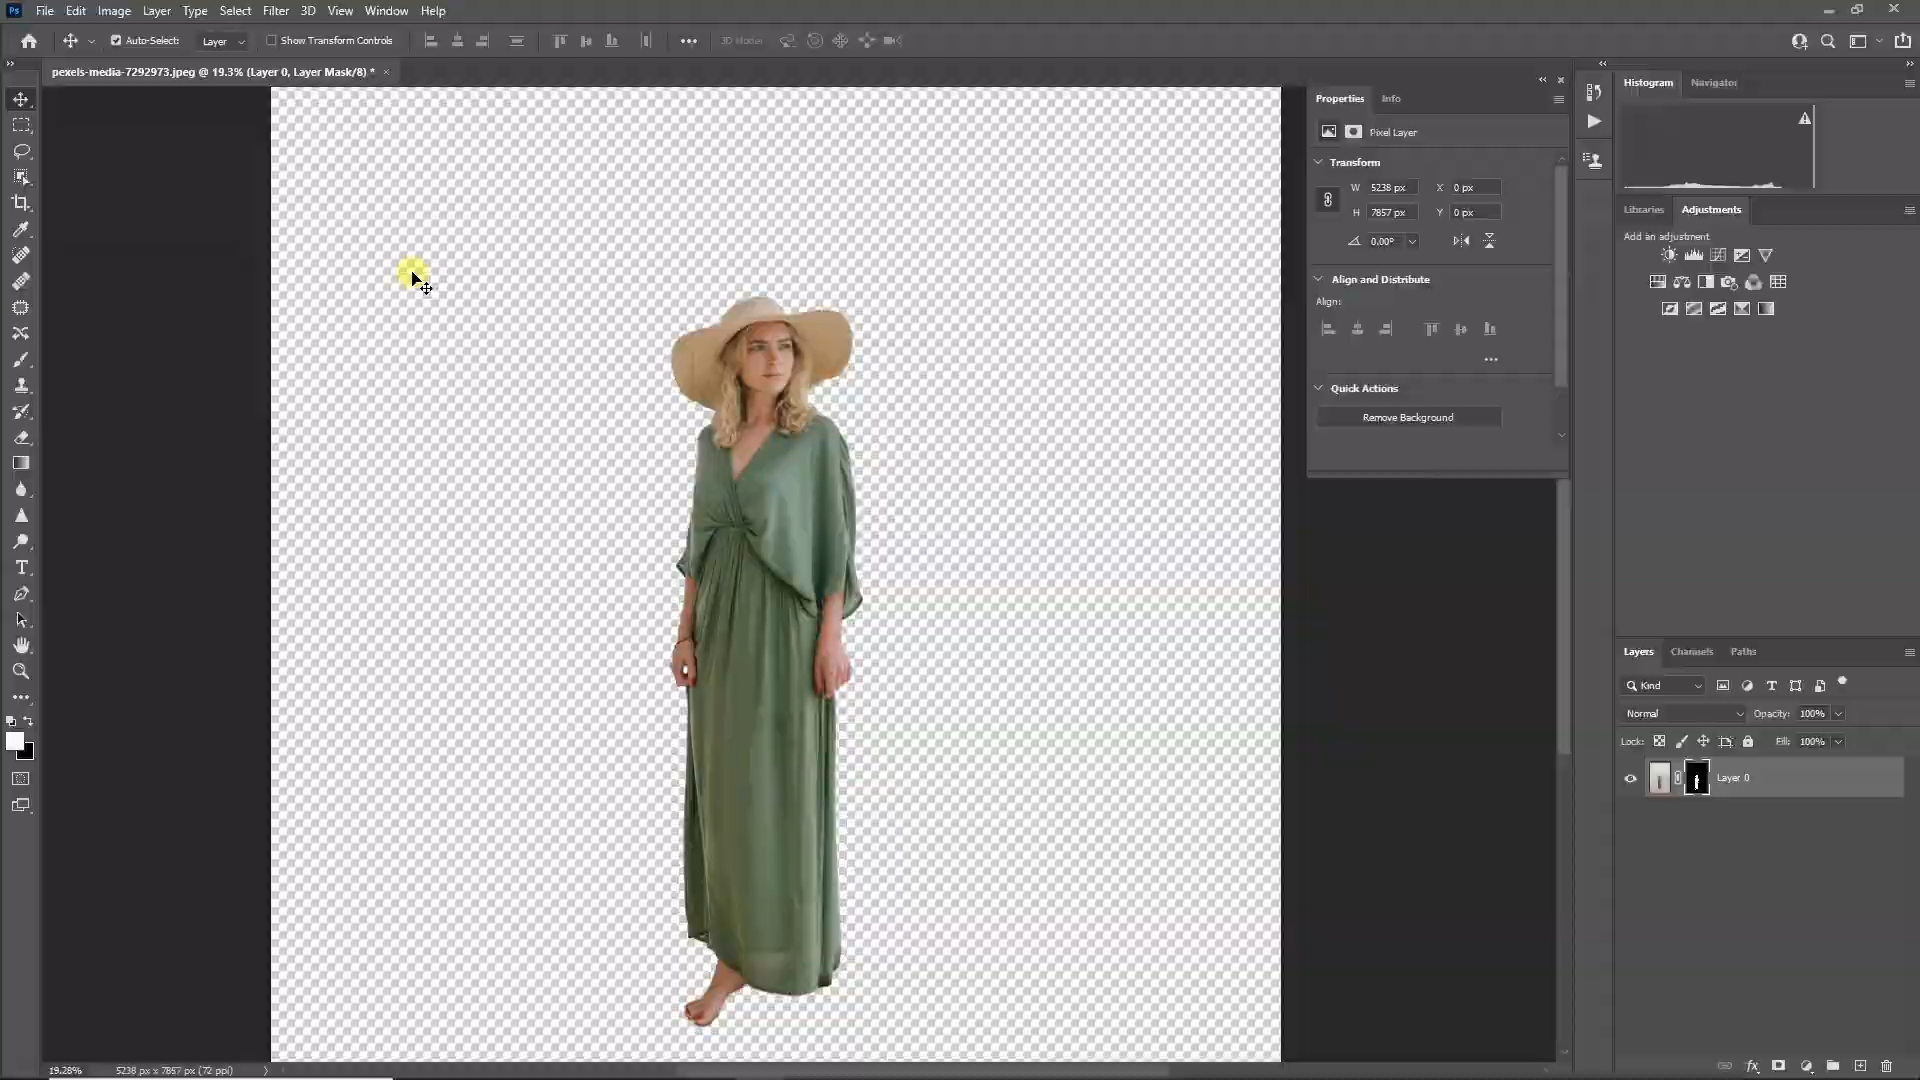 Ps File Edit Image Layer Type Select Filter 3D View Window Help
Auto-Select: Layer Show Transform Controls 3D Mode:
pexels-media-7292973.jpeg @ 19.3% (Layer 0, Layer Mask/8) *
Properties Info
Pixel Layer
Transform
W 5238 px X 0 px
H 7857 px Y 0 px
0.00°
Align and Distribute
Align:
Quick Actions
Remove Background
Histogram Navigator
Libraries Adjustments
Add an adjustment
Layers Channels Paths
Kind
Normal Opacity: 100%
Lock: Fill: 100%
Layer 0
19.28% 5238 px x 7857 px (72 ppi)